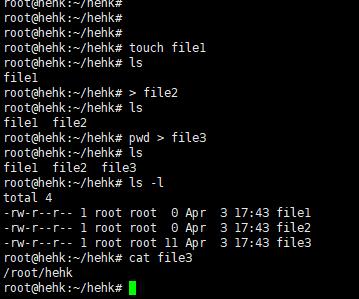 root@hehk:~/hehk#
root@hehk:~/hehk#
root@hehk:~/hehk#
root@hehk:~/hehk# touch file1
root@hehk:~/hehk# ls
file1
root@hehk:~/hehk# > file2
root@hehk:~/hehk# ls
file1  file2
root@hehk:~/hehk# pwd > file3
root@hehk:~/hehk# ls
file1  file2  file3
root@hehk:~/hehk# ls -l
total 4
-rw-r--r-- 1 root root  0 Apr  3 17:43 file1
-rw-r--r-- 1 root root  0 Apr  3 17:43 file2
-rw-r--r-- 1 root root 11 Apr  3 17:43 file3
root@hehk:~/hehk# cat file3
/root/hehk
root@hehk:~/hehk#